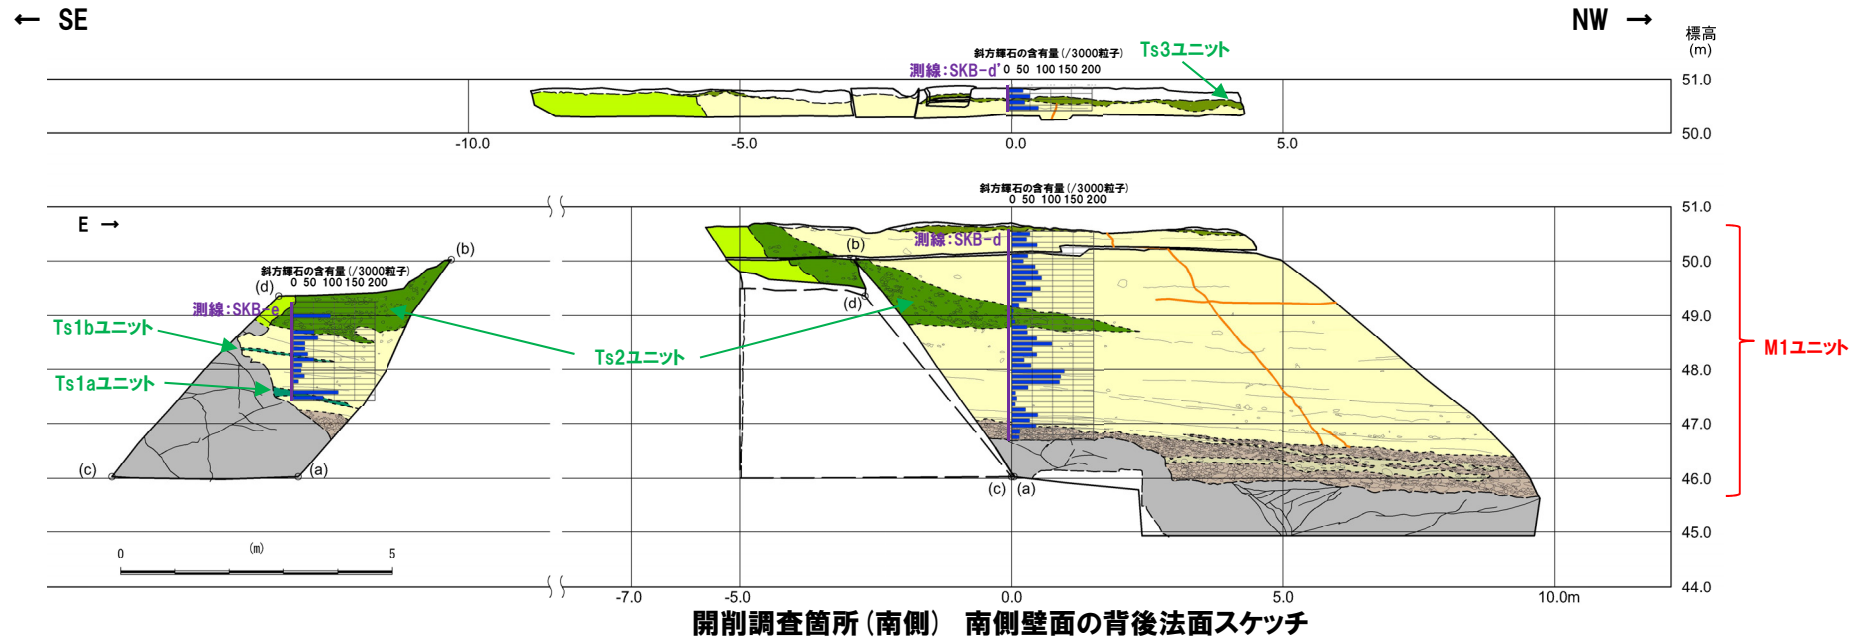 ← SE
NW →
標高
(m)
斜方輝石の含有量(/3000粒子)
Ts3ユニット
測線:SKB-d'
0 50 100 150 200
51.0
50.0
-10.0
-5.0
0.0
5.0
斜方輝石の含有量(/3000粒子)
0 50 100 150 200
51.0
E →
測線:SKB-d
(b)
(b)
50.0
斜方輝石の含有量(/3000粒子)
0 50 100 150 200
(d)
(d)
測線:SKB-e
49.0
Ts1bユニット
Ts2ユニット
M1ユニット
Ts1aユニット
48.0
47.0
(c)
(a)
(c)
(a)
46.0
45.0
0
(m)
5
44.0
-7.0
-5.0
0.0
5.0
10.0m
開削調査箇所(南側) 南側壁面の背後法面スケッチ